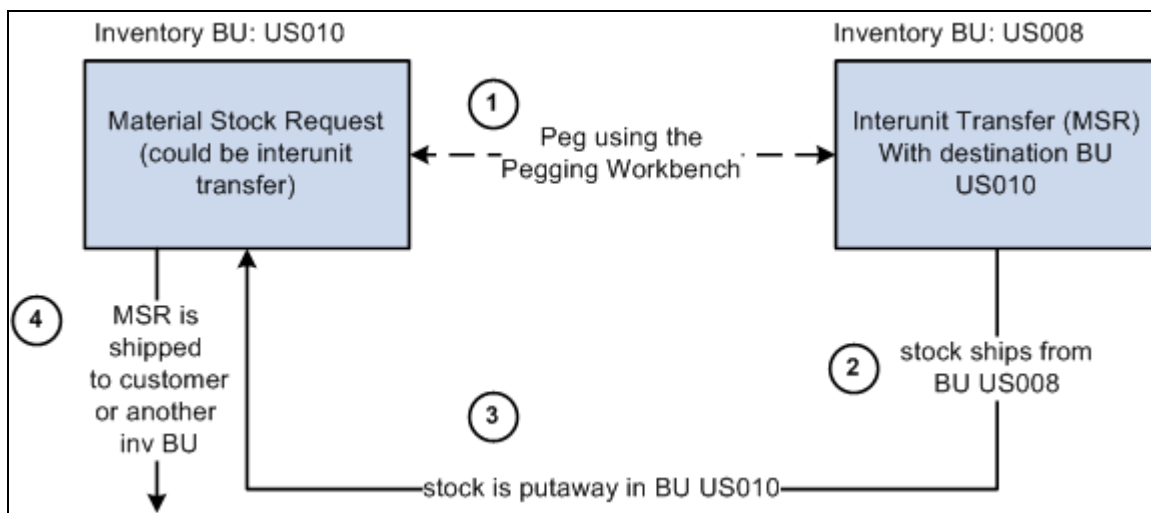 Inventory BU: US010
Inventory BU: US008
Material Stock Request
(could be interunit
transfer)
1
Peg using the
Pegging Workbench
Interunit Transfer (MSR)
With destination BU
US010
4
MSR is
shipped
to customer
or another
inv BU
2
stock ships from
BU US008
3
stock is putaway in BU US010